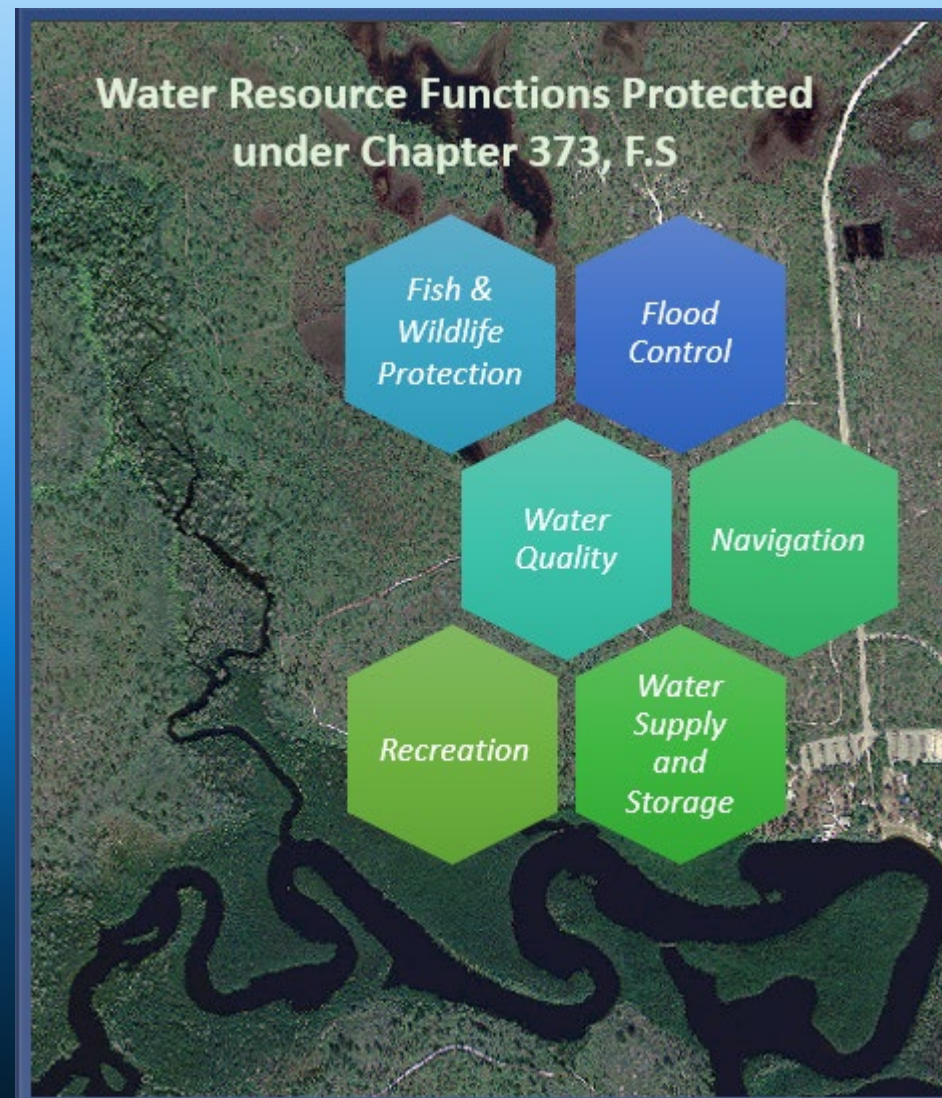 Water Resource Functions Protected
under Chapter 373, F.S
Fish &
Wildlife
Protection
Flood
Control
Water
Quality
Navigation
Recreation
Water
Supply
and
Storage